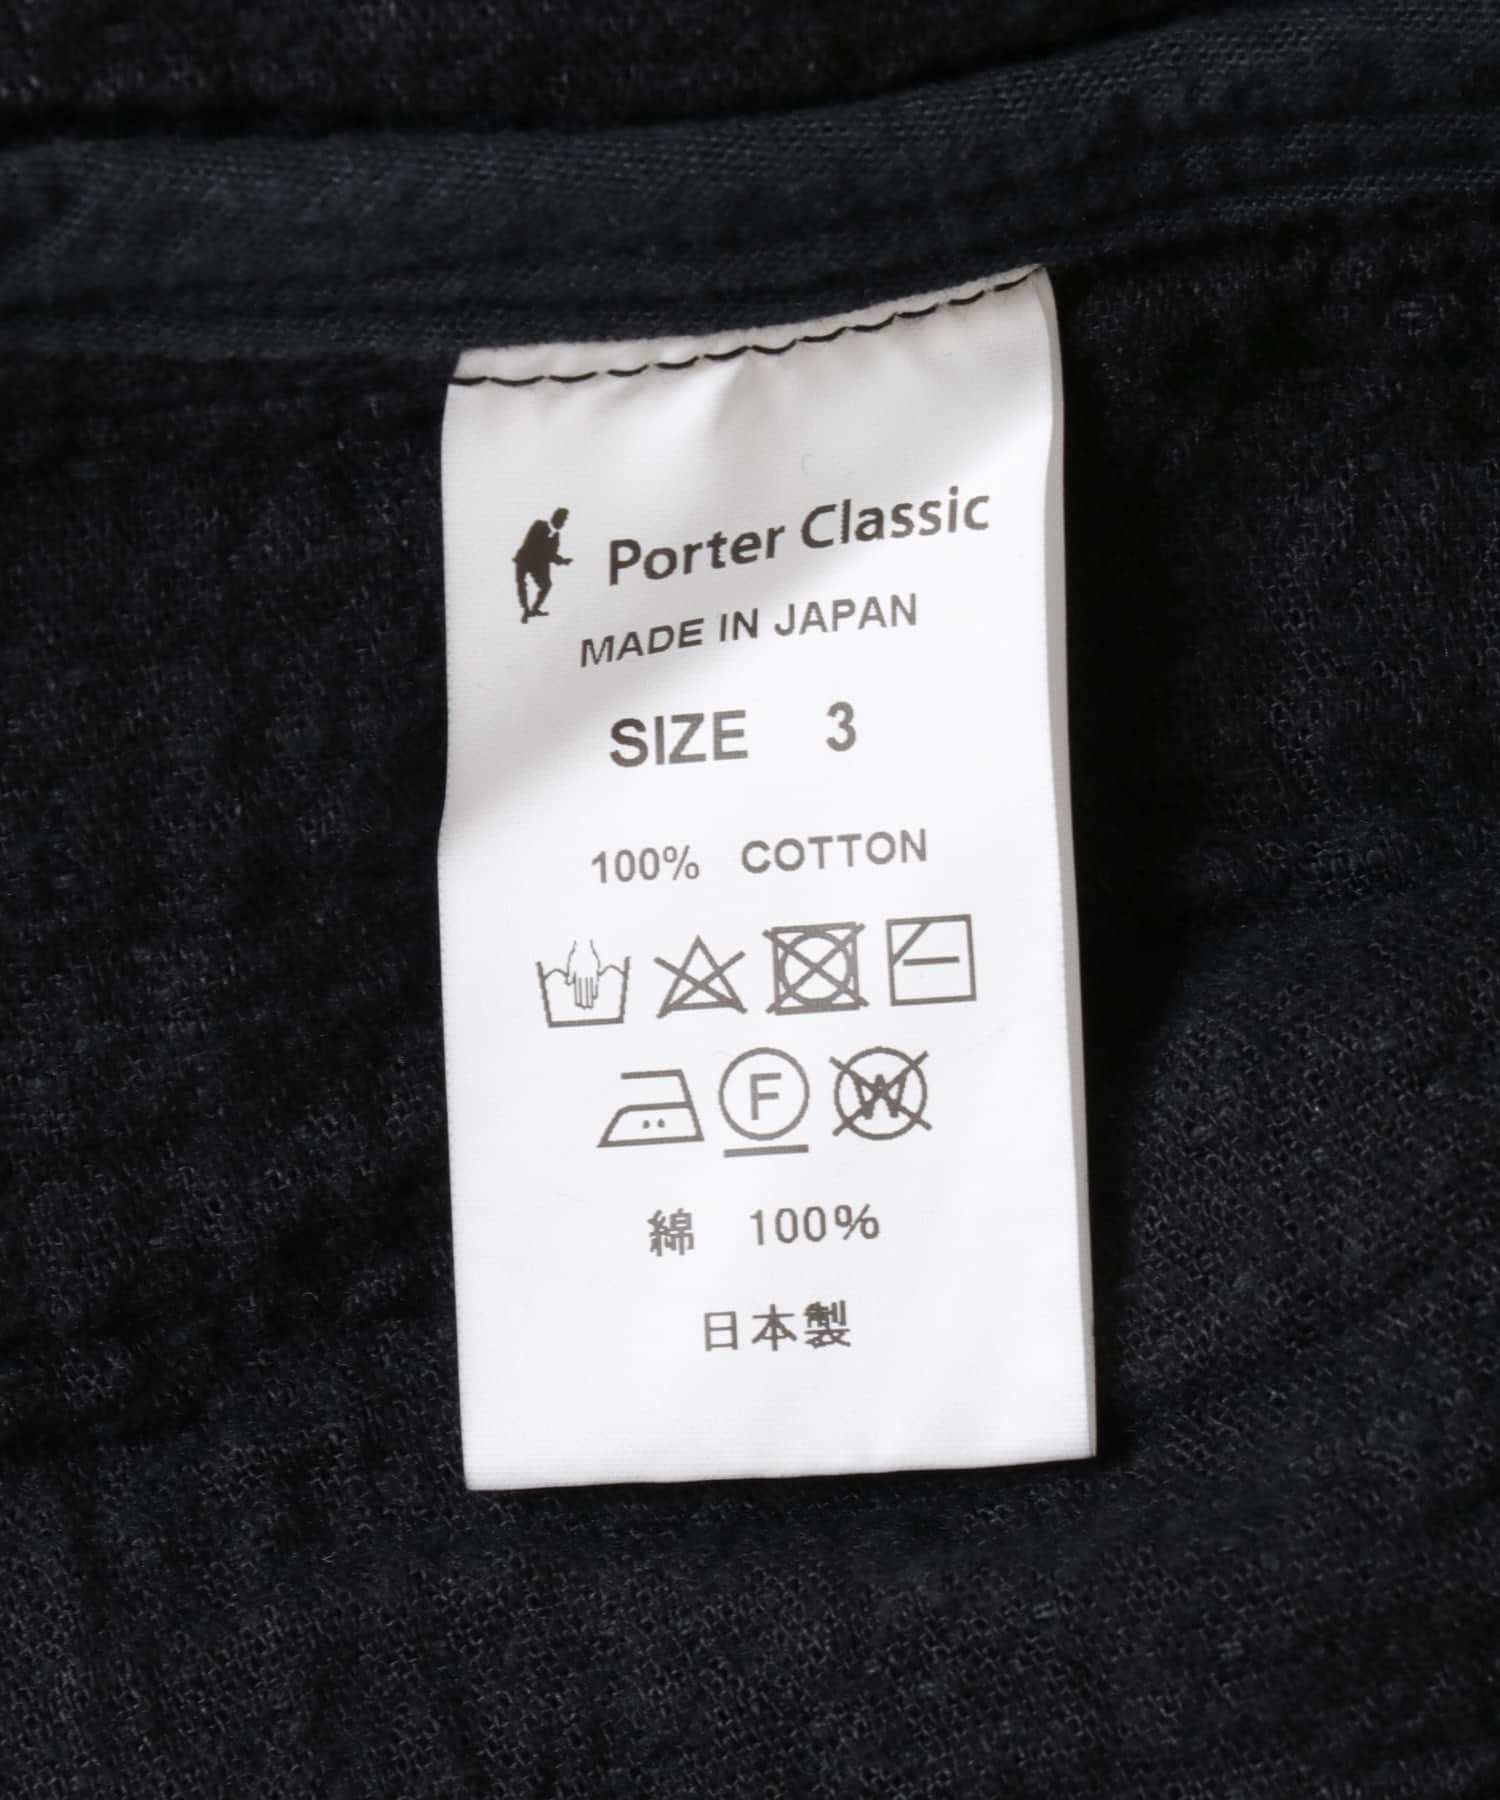 Porter Classic
MADE IN JAPAN
SIZE 3
100% COTTON
F W
綿 100%
日本製